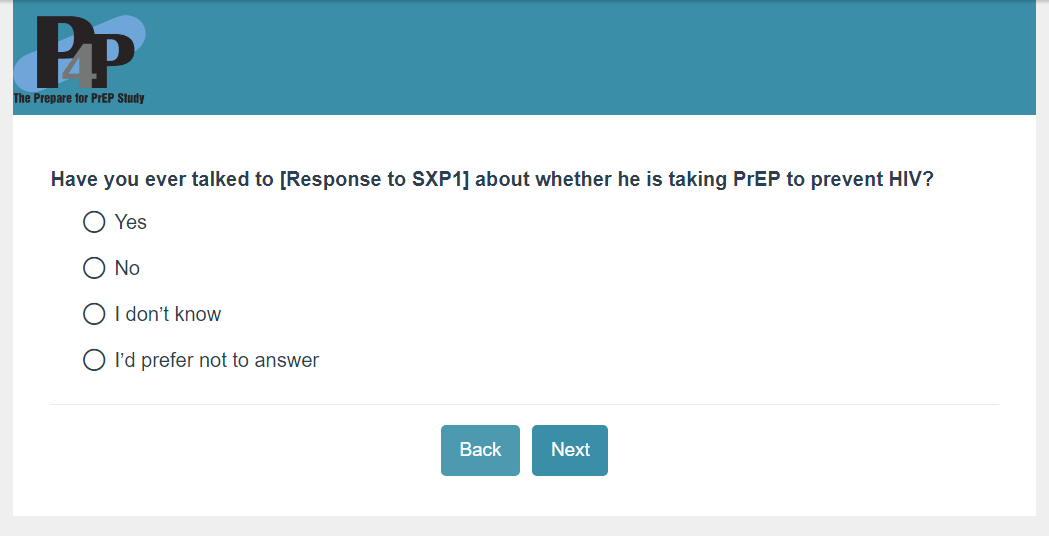 P4P
The Prepare for PrEP Study
Have you ever talked to [Response to SXP1] about whether he is taking PrEP to prevent HIV?
Yes
No
I don’t know
I’d prefer not to answer
Back
Next